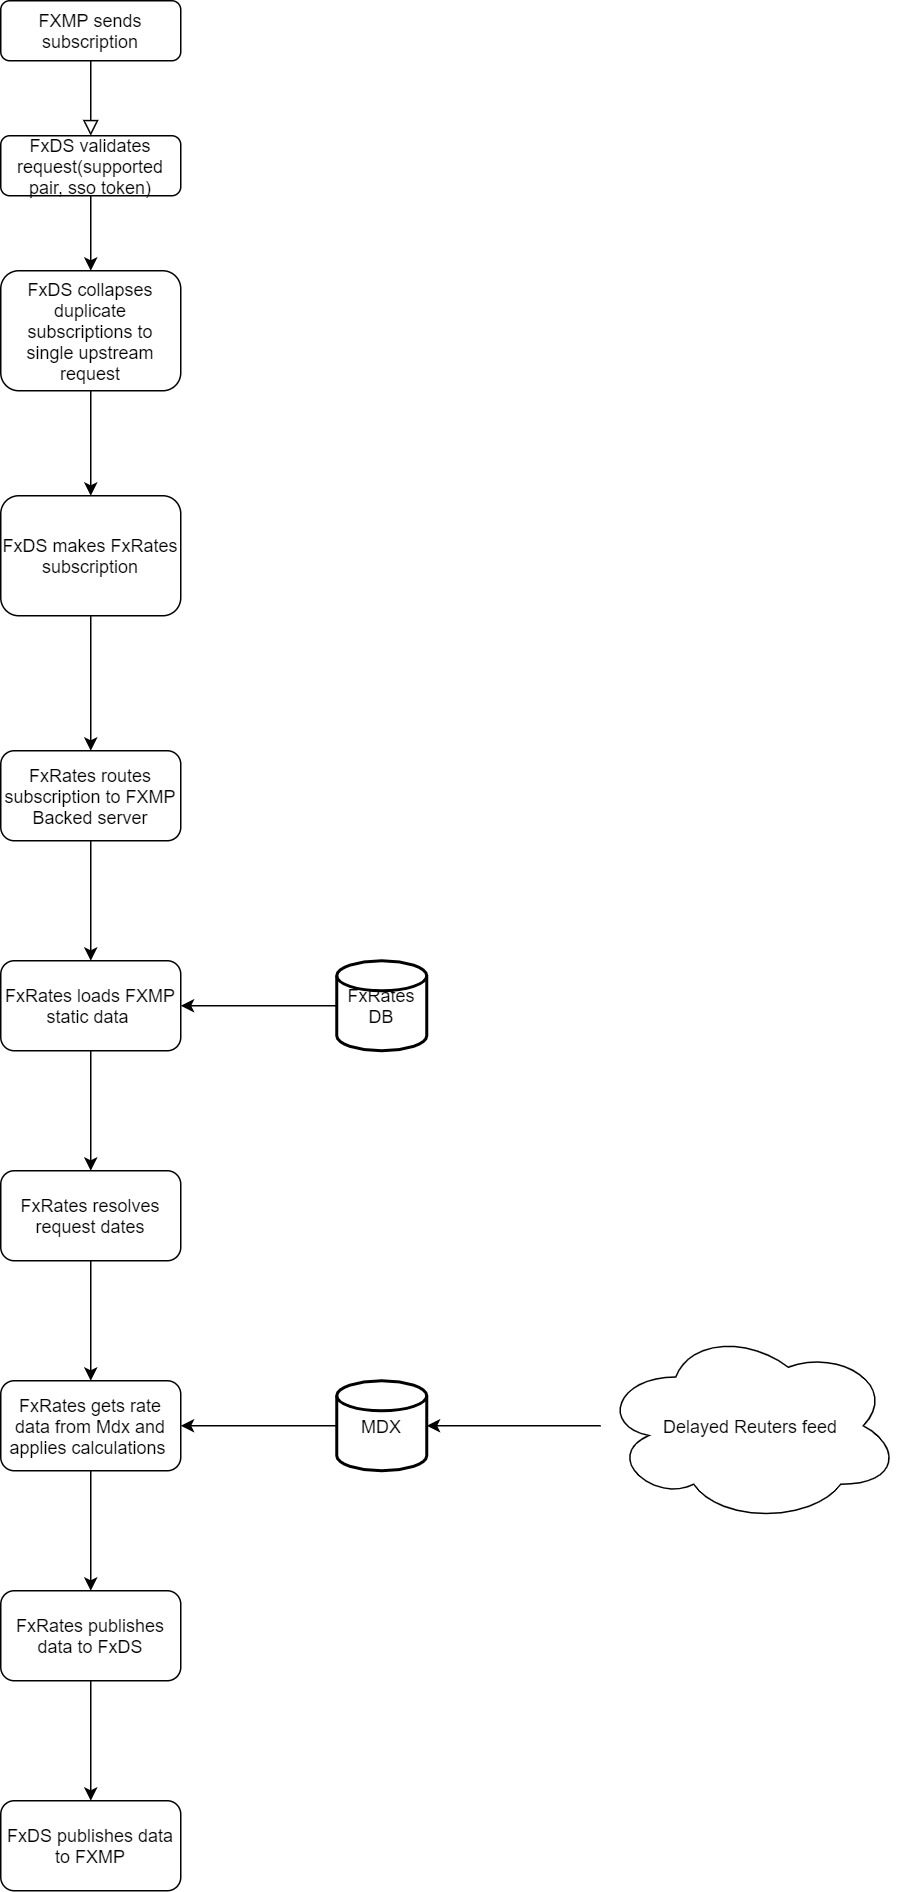 FXMP sends
subscription
FxDS validates
request(supported
pair, sso token)
FxDS collapses
duplicate
subscriptions to
single upstream
request
FxDS makes FxRates
subscription
FxRates routes
subscription to FXMP
Backed server
FxRates loads FXMP
static data
FxRates
DB
FxRates resolves
request dates
FxRates gets rate
data from Mdx and
applies calculations
MDX
Delayed Reuters feed
FxRates publishes
data to FxDS
FxDS publishes data
to FXMP